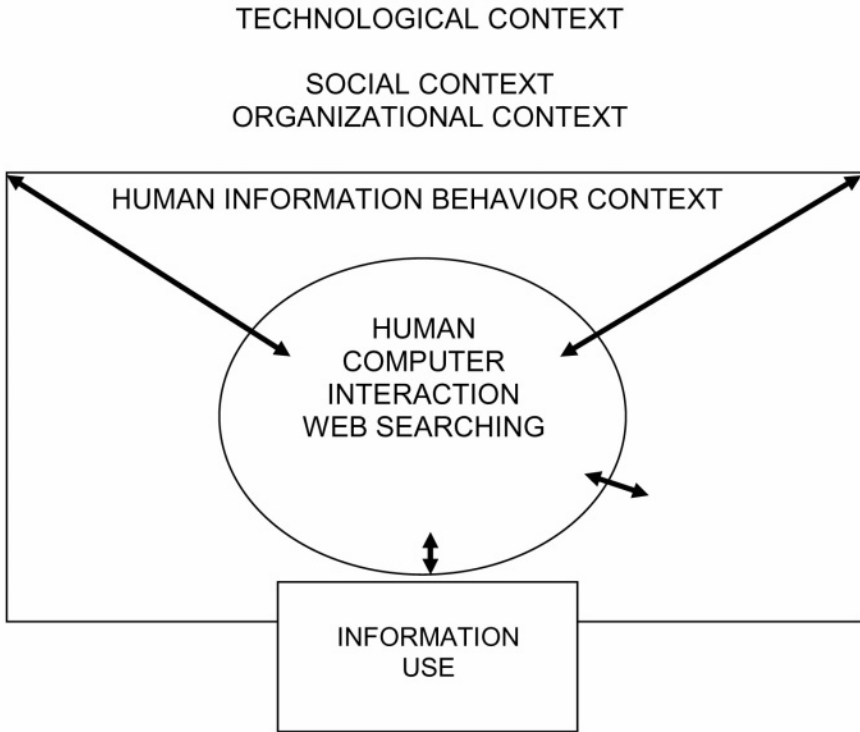 TECHNOLOGICAL CONTEXT
SOCIAL CONTEXT
ORGANIZATIONAL CONTEXT
HUMAN INFORMATION BEHAVIOR CONTEXT
HUMAN
COMPUTER
INTERACTION
WEB SEARCHING
INFORMATION
USE